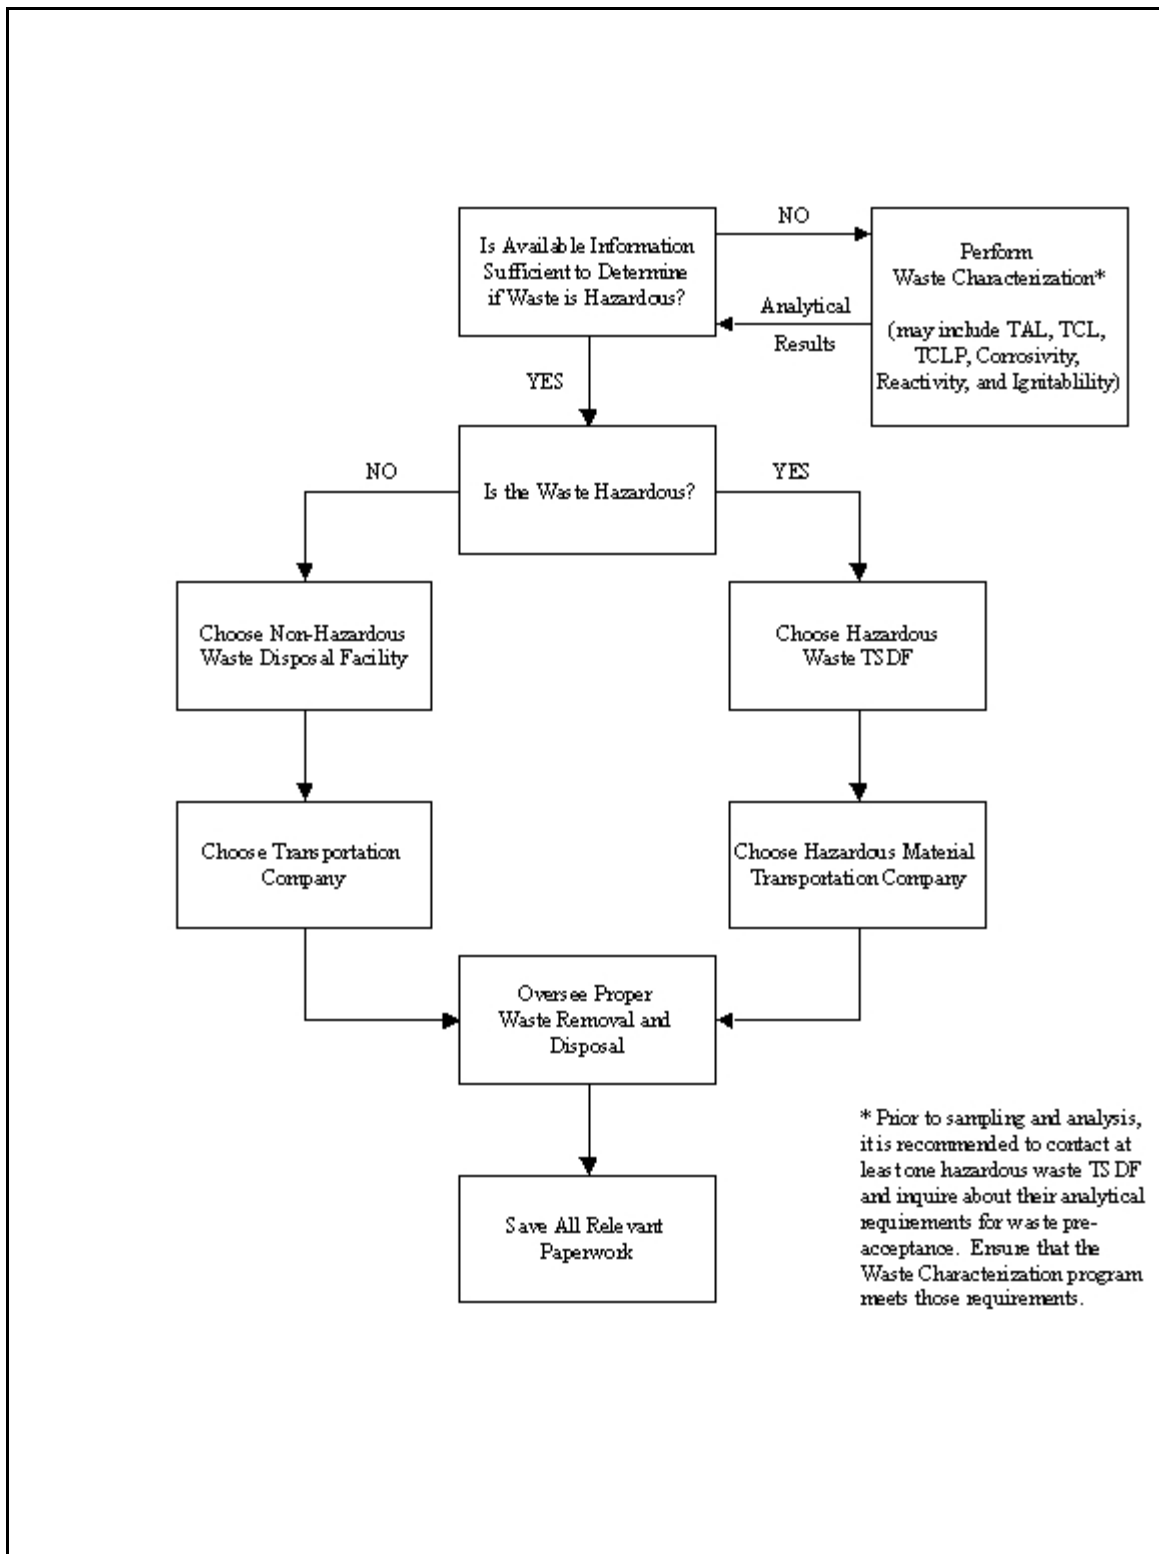 Is Available Information
Sufficient to Determine
if Waste is Hazardous?
NO
Perform
Waste Characterization*
(may include TAL, TCL,
TCLP, Corrosivity,
Reactivity, and Ignitablility)
Analytical
Results
YES
Is the Waste Hazardous?
NO
YES
Choose Non-Hazardous
Waste Disposal Facility
Choose Hazardous
Waste TSDF
Choose Transportation
Company
Choose Hazardous Material
Transportation Company
Oversee Proper
Waste Removal and
Disposal
Save All Relevant
Paperwork
* Prior to sampling and analysis,
it is recommended to contact at
least one hazardous waste TSDF
and inquire about their analytical
requirements for waste pre-
acceptance. Ensure that the
Waste Characterization program
meets those requirements.